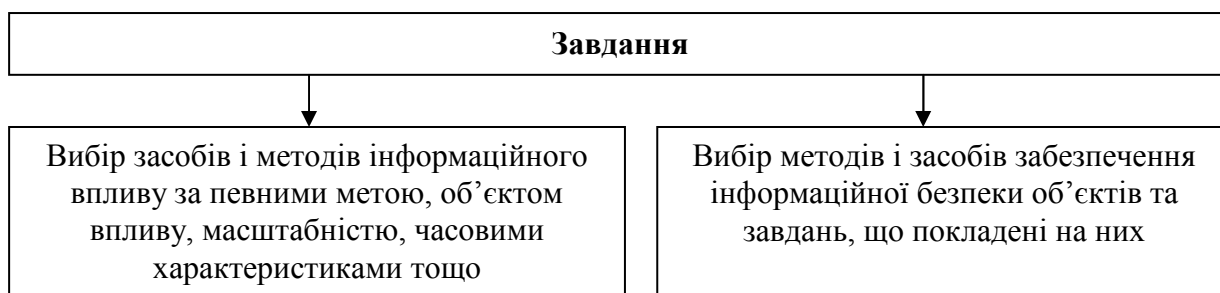 Завдання
Вибір засобів і методів інформаційного
впливу за певними метою, об’єктом
впливу, масштабністю, часовими
характеристиками тощо
Вибір методів і засобів забезпечення
інформаційної безпеки об’єктів та
завдань, що покладені на них